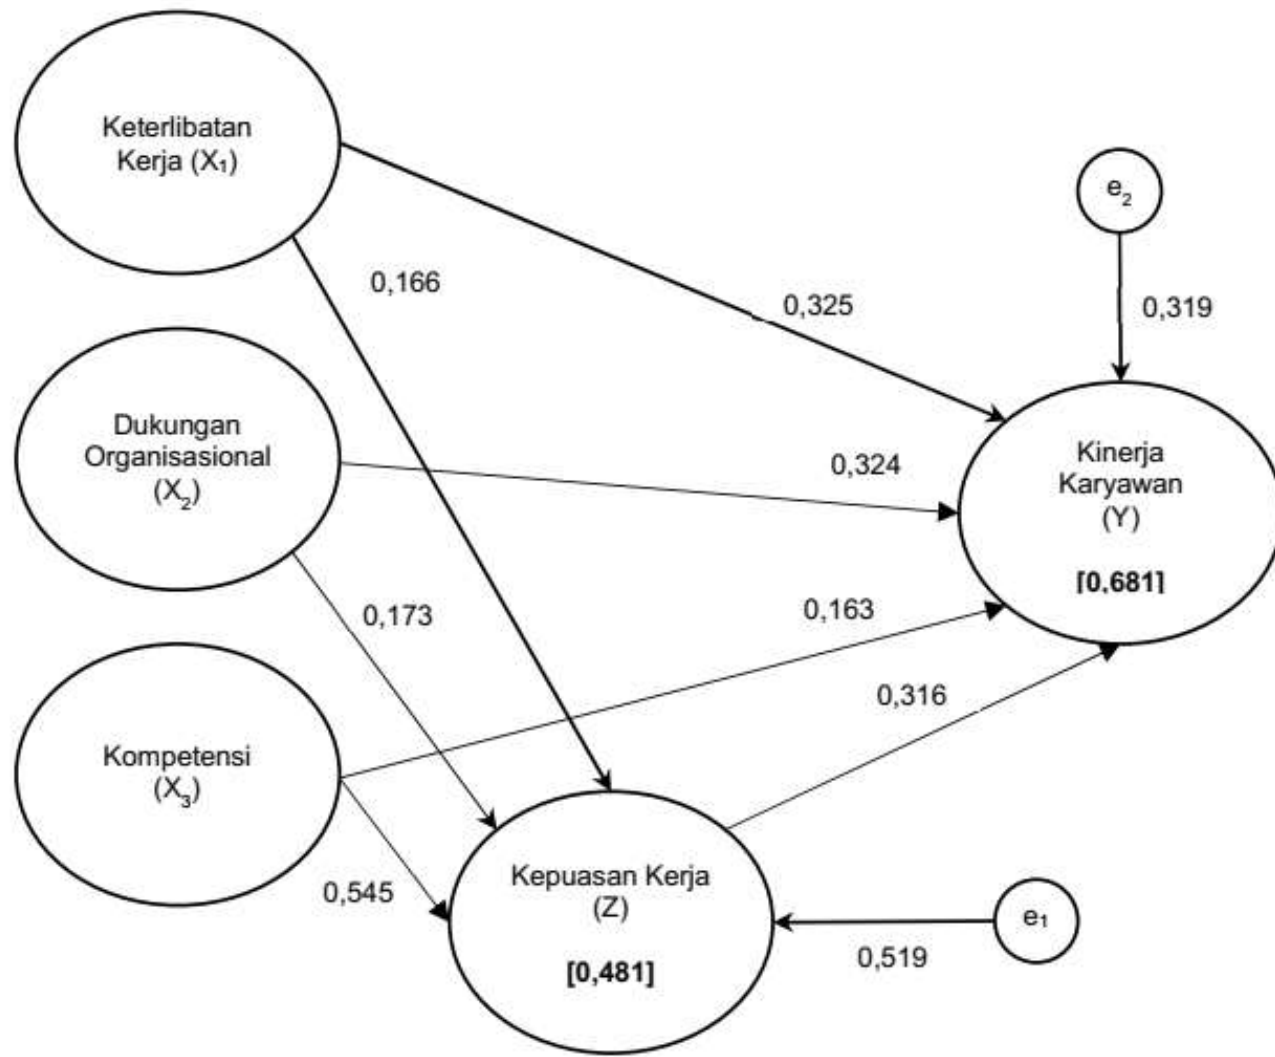 Keterlibatan
Kerja (X₁)
e₂
0,166
0,325
0,319
Dukungan
Organisasional
(X₂)
0,324
Kinerja
Karyawan
(Y)
[0,681]
0,173
0,163
0,316
Kompetensi
(X₃)
0,545
Kepuasan Kerja
(Z)
[0,481]
e₁
0,519